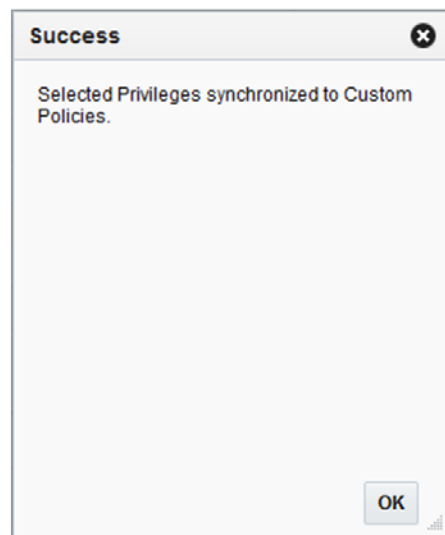 Success
Selected Privileges synchronized to Custom
Policies.
OK